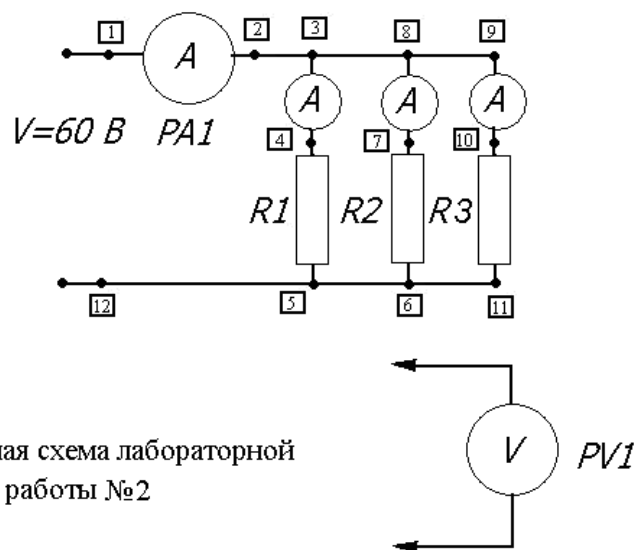 1 2 3 8 9
A
A A A
V=60 В PA1
4 7 10
R1 R2 R3
12 5 6 11
V PV1
схема лабораторной
работы №2